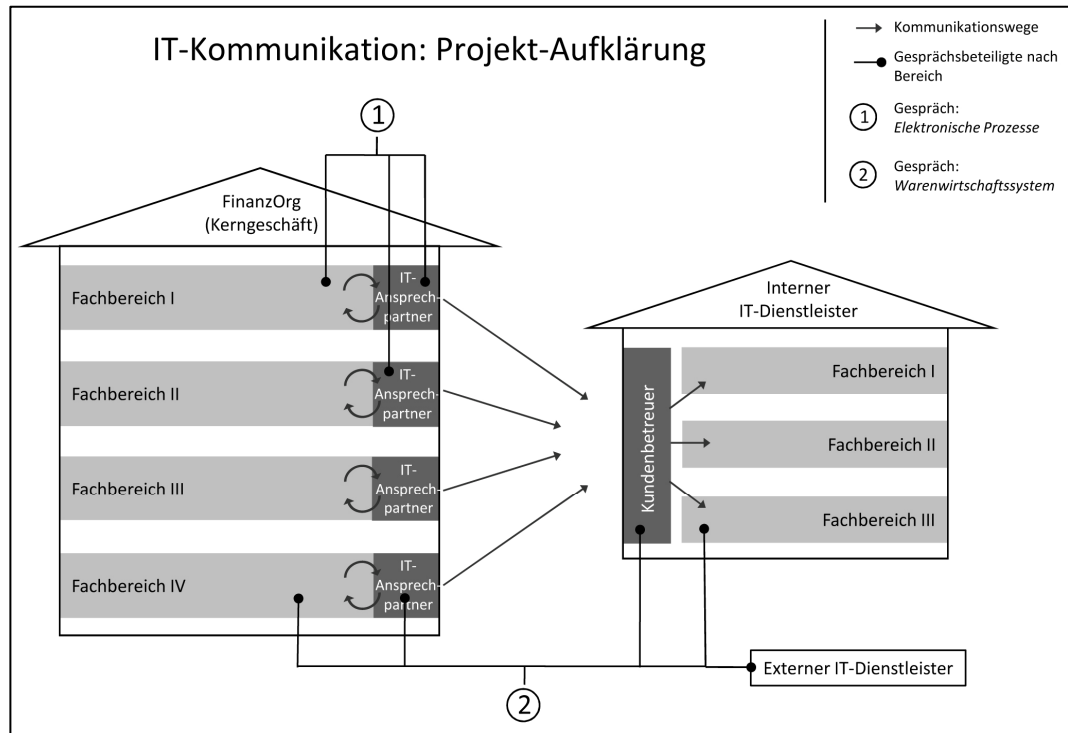 IT-Kommunikation: Projekt-Aufklärung
Kommunikationswege
Gesprächsbeteiligte nach
Bereich
1
Gespräch:
Elektronische Prozesse
2
Gespräch:
Warenwirtschaftssystem
1
FinanzOrg
(Kerngeschäft)
Fachbereich I
IT-
Ansprech-
partner
Fachbereich II
IT-
Ansprech-
partner
Fachbereich III
IT-
Ansprech-
partner
Fachbereich IV
IT-
Ansprech-
partner
Interner
IT-Dienstleister
Kundenbetreuer
Fachbereich I
Fachbereich II
Fachbereich III
Externer IT-Dienstleister
2